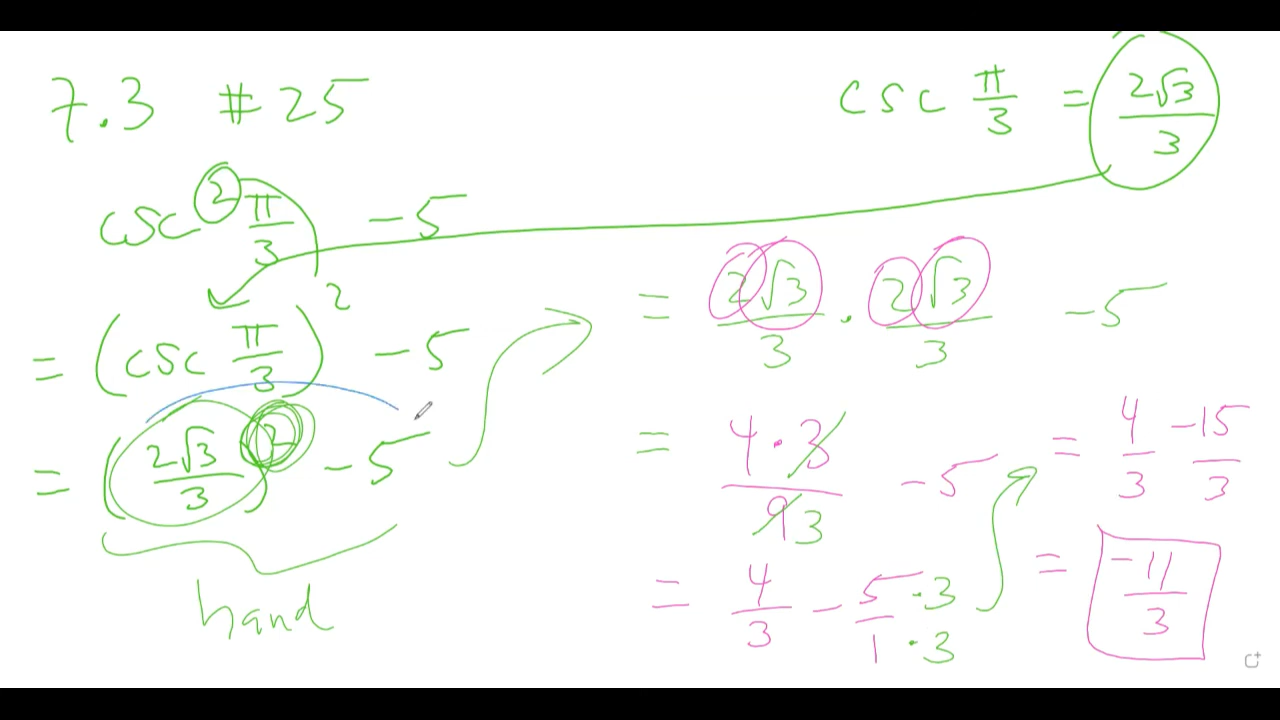 7.3 #25
csc π/3 = 2√3/3
csc² π/3 - 5
= (csc π/3)² - 5
= (2√3/3)² - 5
hand
= 2√3/3 · 2√3/3 - 5
= 4·3/9 3 - 5
= 4/3 - 5·3/1·3
= 4/3 - 15/3
= -11/3